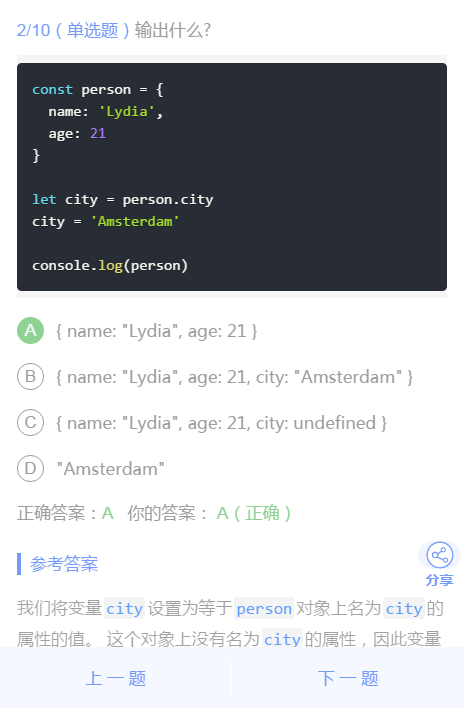 2/10（单选题）输出什么?
const person = {
  name: 'Lydia',
  age: 21
}
let city = person.city
city = 'Amsterdam'
console.log(person)
A { name: "Lydia", age: 21 }
B { name: "Lydia", age: 21, city: "Amsterdam" }
C { name: "Lydia", age: 21, city: undefined }
D "Amsterdam"
正确答案：A 你的答案： A（正确）
参考答案
分享
我们将变量 city 设置为等于 person 对象上名为 city 的
属性的值。 这个对象上没有名为 city 的属性，因此变量
上一题 下一题